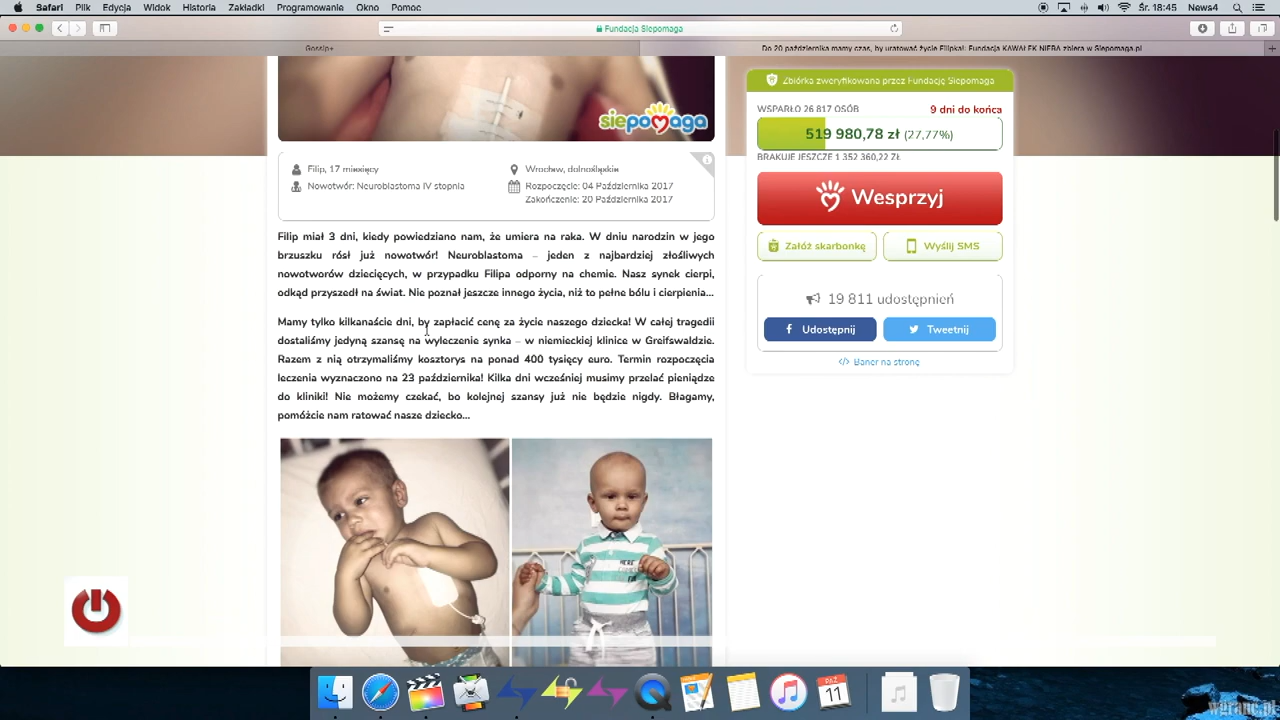 Safari Plik Edycja Widok Historia Zakładki Programowanie Okno Pomoc
Śr. 18:45 News4
Fundacja Siepomaga
Gossip+
Do 20 października mamy czas, by uratować życie Filipka! Fundacja KAWAŁEK NIEBA zbiera w Siepomaga.pl
siepomaga
Filip, 17 miesięcy
Nowotwór: Neuroblastoma IV stopnia
Wrocław, dolnośląskie
Rozpoczęcie: 04 Października 2017
Zakończenie: 20 Października 2017
Filip miał 3 dni, kiedy powiedziano nam, że umiera na raka. W dniu narodzin w jego
brzuszku rósł już nowotwór! Neuroblastoma – jeden z najbardziej złośliwych
nowotworów dziecięcych, w przypadku Filipa odporny na chemie. Nasz synek cierpi,
odkąd przyszedł na świat. Nie poznał jeszcze innego życia, niż to pełne bólu i cierpienia...
Mamy tylko kilkanaście dni, by zapłacić cenę za życie naszego dziecka! W całej tragedii
dostaliśmy jedyną szansę na wyleczenie synka – w niemieckiej klinice w Greifswaldzie.
Razem z nią otrzymaliśmy kosztorys na ponad 400 tysięcy euro. Termin rozpoczęcia
leczenia wyznaczono na 23 października! Kilka dni wcześniej musimy przelać pieniądze
do kliniki! Nie możemy czekać, bo kolejnej szansy już nie będzie nigdy. Błagamy,
pomóżcie nam ratować nasze dziecko...
Zbiórka zweryfikowana przez Fundację Siepomaga
WSPARŁO 26 817 OSÓB 9 dni do końca
519 980,78 zł (27,77%)
BRAKUJE JESZCZE 1 352 360,22 ZŁ
Wesprzyj
Załóż skarbonkę Wyślij SMS
19 811 udostępnień
Udostępnij Tweetnij
</> Baner na stronę
PAŹ
11
wgrane.pl